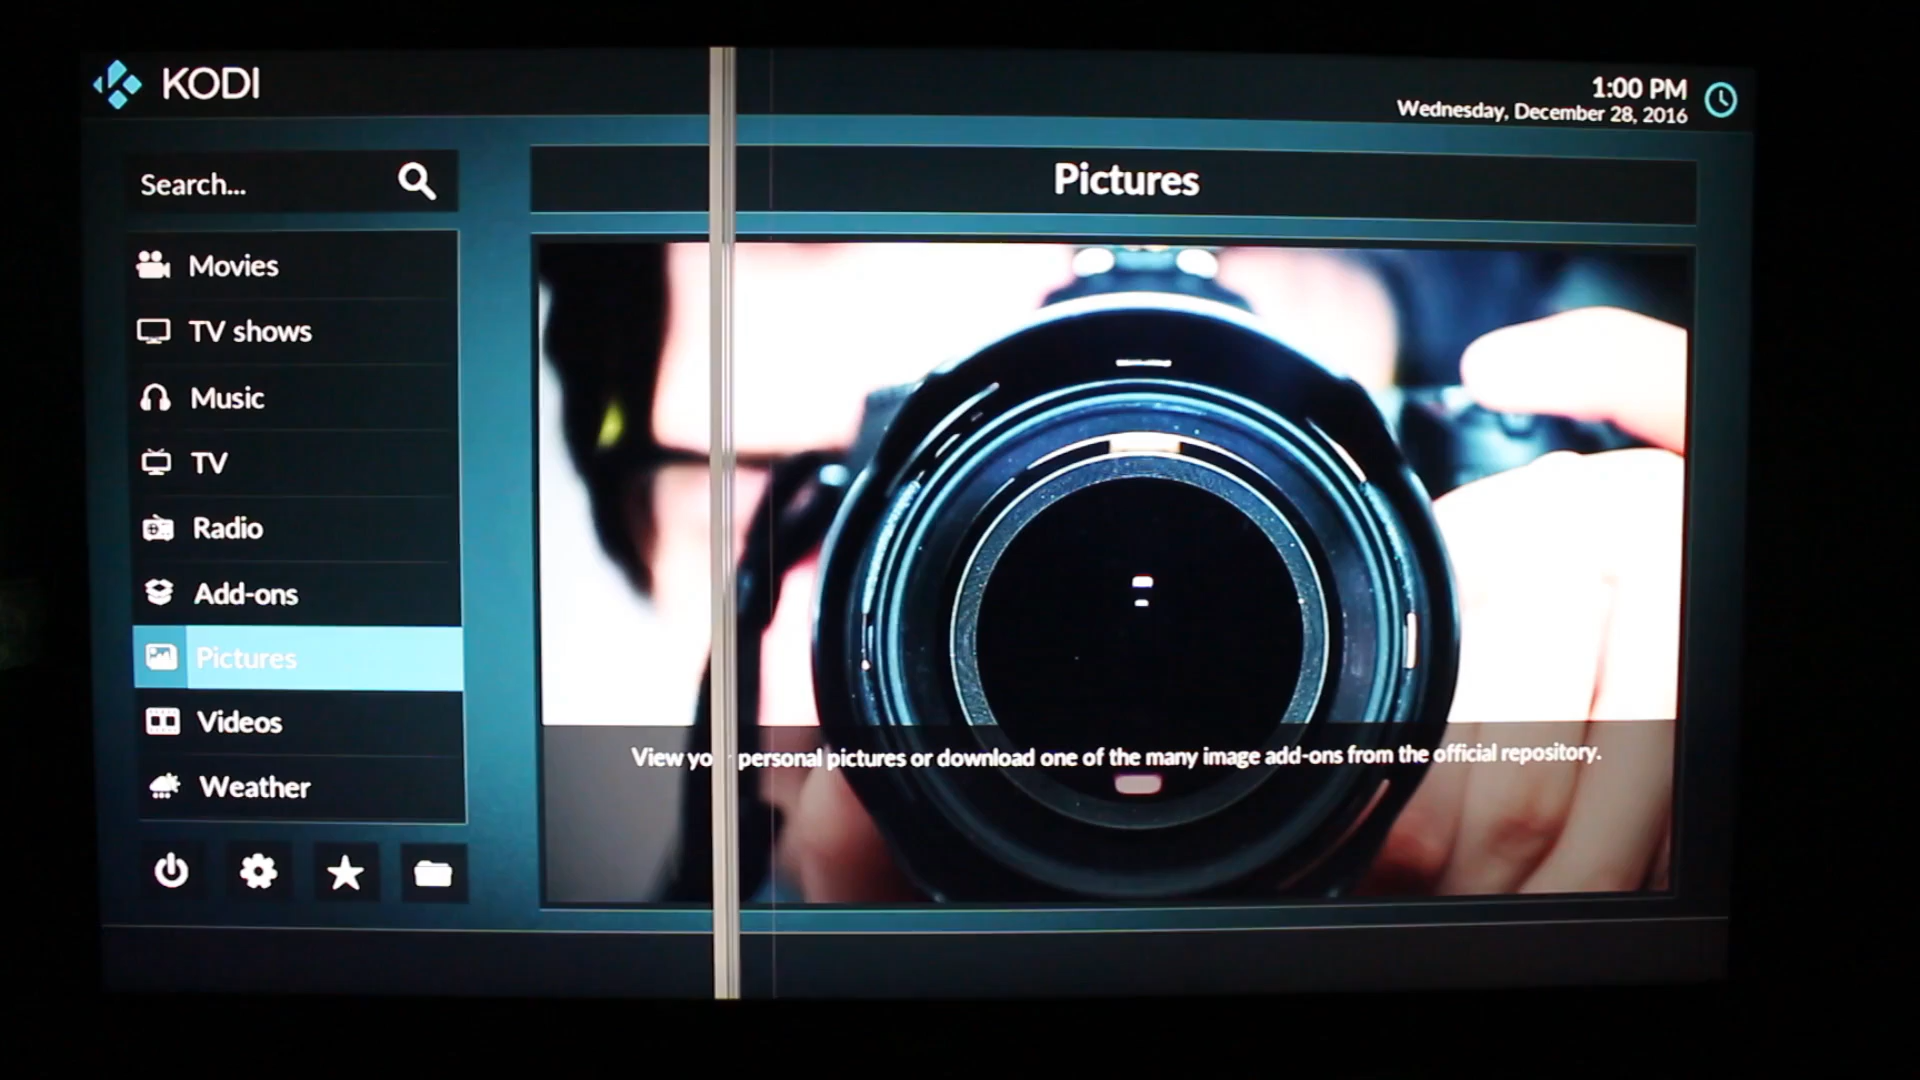 KODI
1:00 PM
Wednesday, December 28, 2016
Search...
Pictures
Movies
TV shows
Music
TV
Radio
Add-ons
Pictures
Videos
Weather
View personal pictures or download one of the many image add-ons from the official repository.